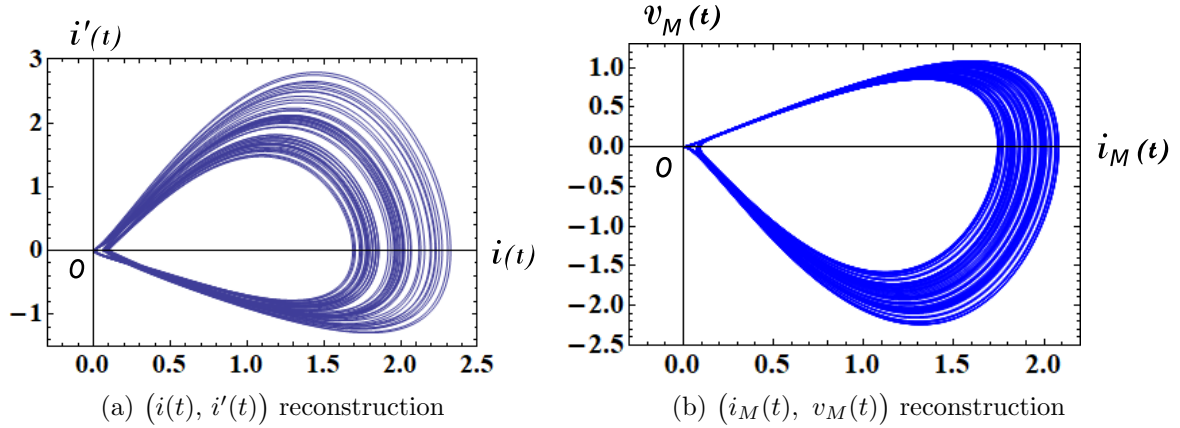 i'(t)
3
2
1
0
−1
0
i(t)
0.0 0.5 1.0 1.5 2.0 2.5
(a) (i(t), i'(t)) reconstruction
v_M(t)
1.0
0.5
0.0
−0.5
−1.0
−1.5
−2.0
−2.5
0
i_M(t)
0.0 0.5 1.0 1.5 2.0
(b) (i_M(t), v_M(t)) reconstruction